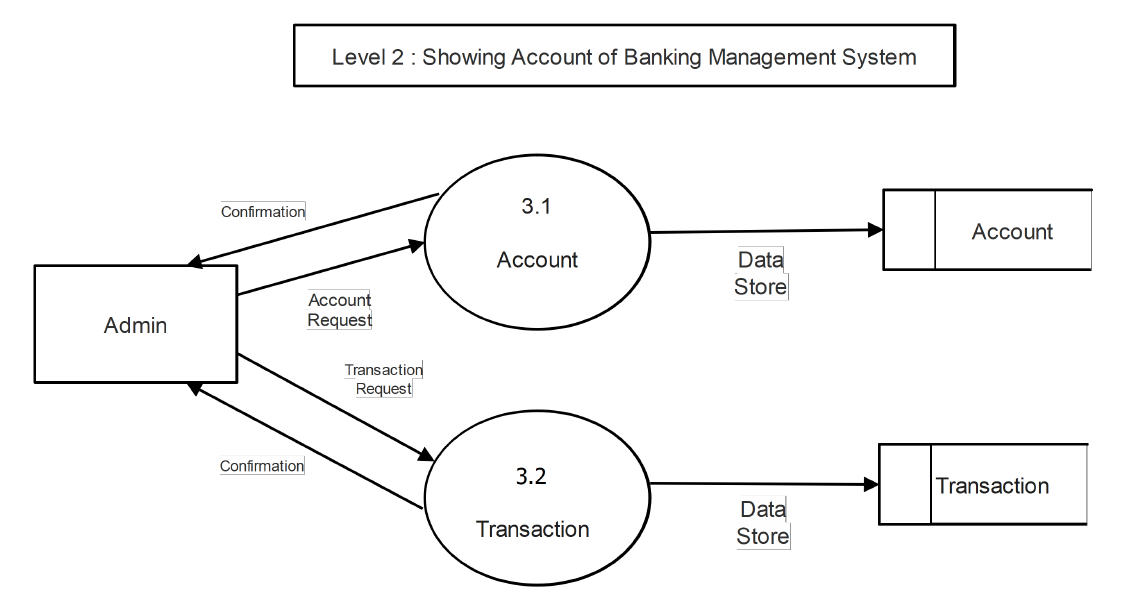 Level 2 : Showing Account of Banking Management System
Confirmation
3.1
Account
Account
Data
Store
Account
Request
Admin
Transaction
Request
Confirmation
3.2
Transaction
Transaction
Data
Store